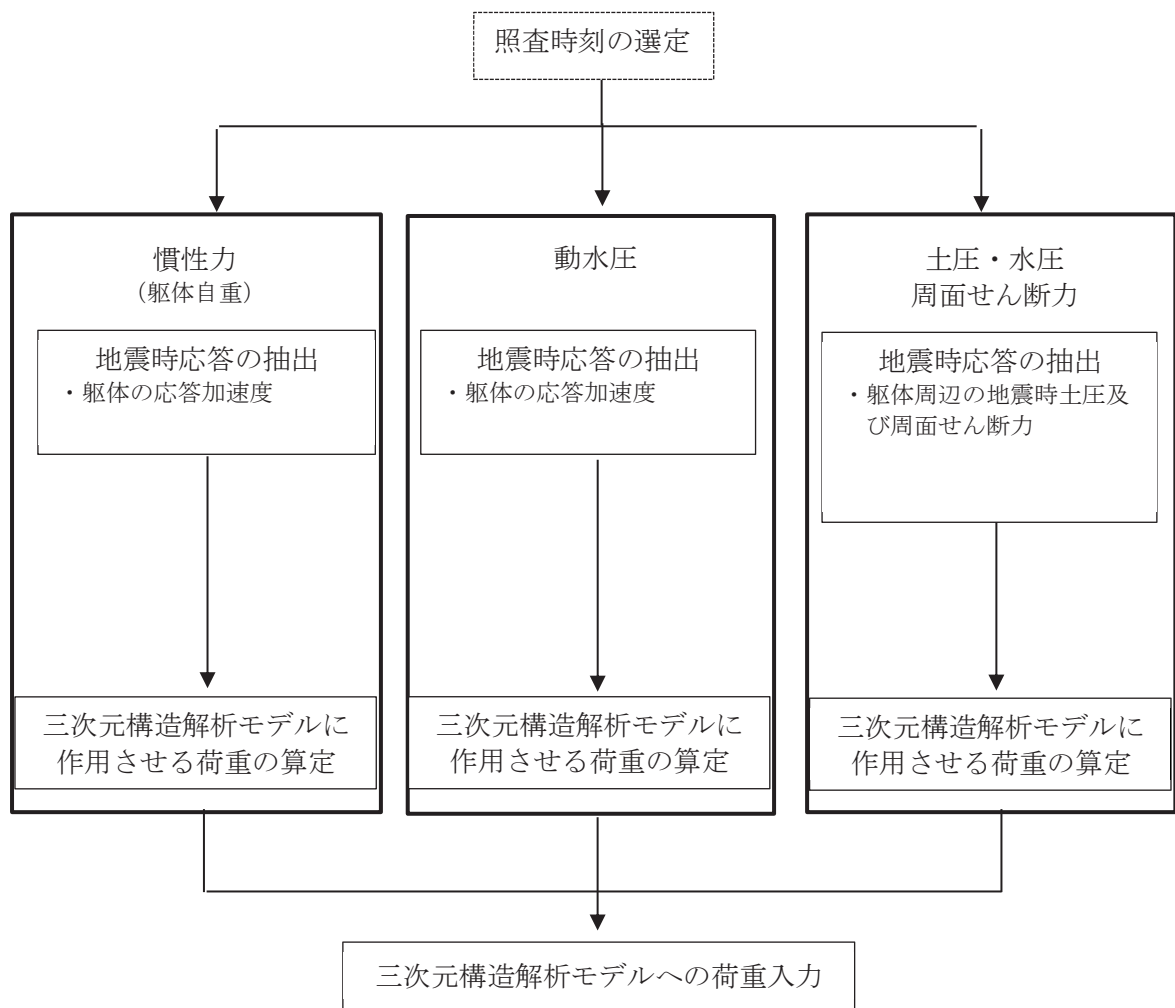 照査時刻の選定
慣性力
（躯体自重）
地震時応答の抽出
・躯体の応答加速度
三次元構造解析モデルに
作用させる荷重の算定
動水圧
地震時応答の抽出
・躯体の応答加速度
三次元構造解析モデルに
作用させる荷重の算定
土圧・水圧
周面せん断力
地震時応答の抽出
・躯体周辺の地震時土圧及
び周面せん断力
三次元構造解析モデルに
作用させる荷重の算定
三次元構造解析モデルへの荷重入力